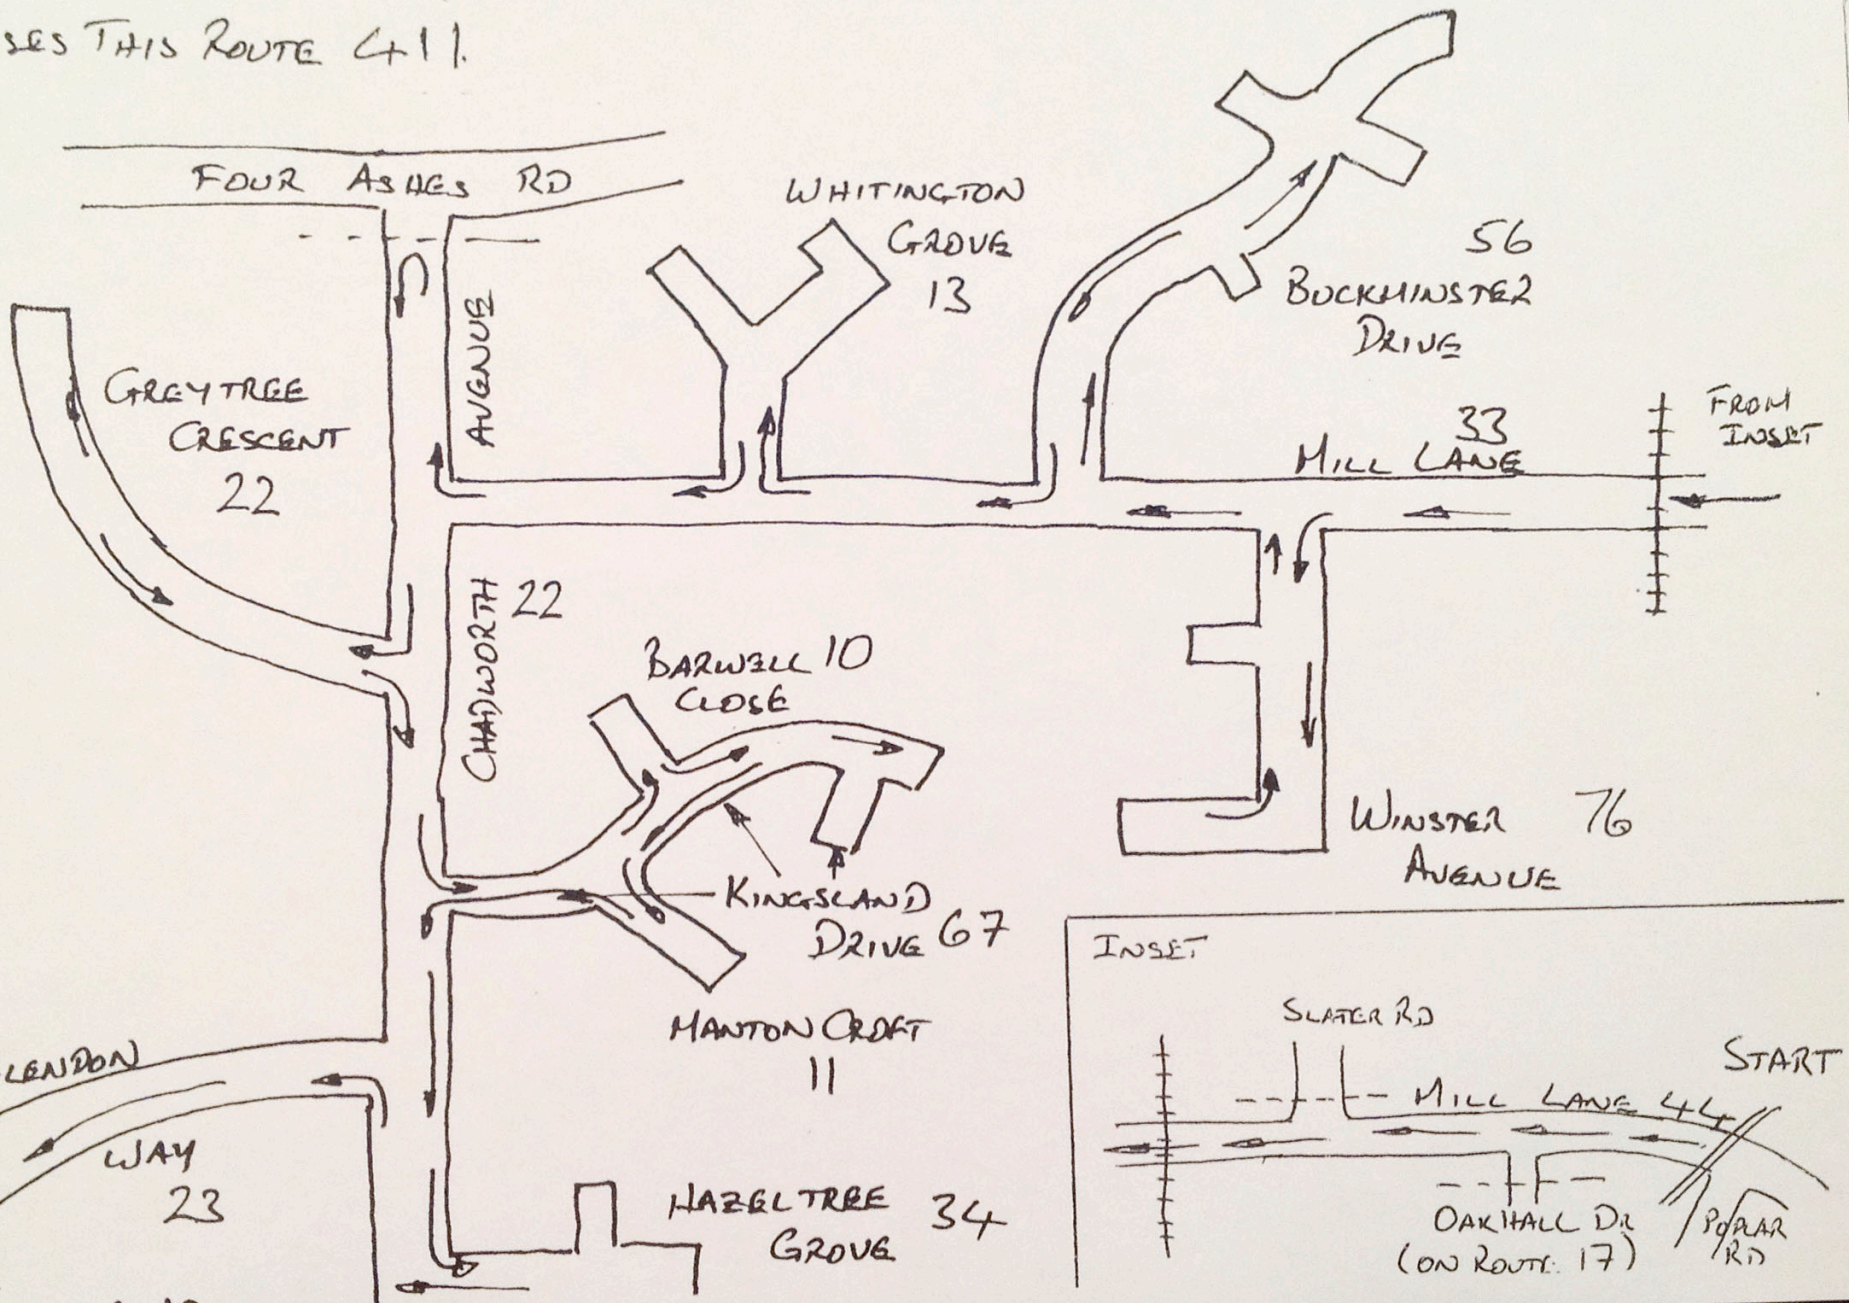 THIS ROUTE 411.
FOUR ASHES RD
WHITINGTON
GROVE
13
56
BUCKMINSTER
DRIVE
GREYTREE
CRESCENT
22
AVENUE
33
MILL LANE
FROM
INSET
CHADWORTH 22
BARWELL 10
CLOSE
WINSTER 76
AVENUE
KINGSLAND
DRIVE 67
MANTON CROFT
11
INSET
SLATER RD
START
MILL LANE 44
OAKHALL DR
(ON ROUTE 17)
POPLAR
RD
LENDON
WAY
23
HAZELTREE 34
GROVE